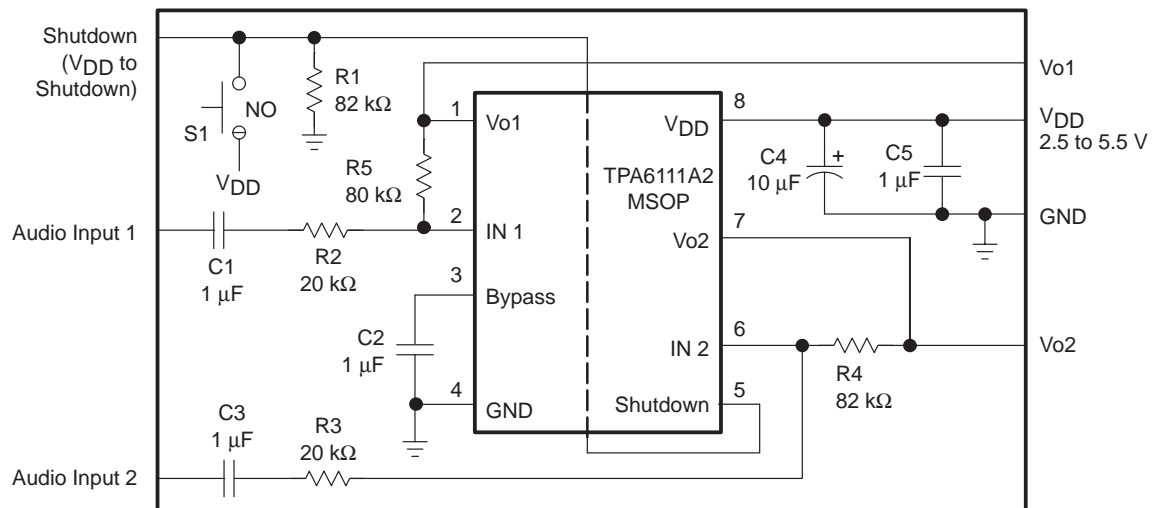 Shutdown
(VDD to
Shutdown)
S1
NO
VDD
R1
82 kΩ
Vo1
VDD
2.5 to 5.5 V
GND
Vo2
1
Vo1
R5
80 kΩ
2
IN 1
3
Bypass
C2
1 μF
4
GND
8
VDD
TPA6111A2
MSOP
7
Vo2
6
IN 2
5
Shutdown
C4
10 μF
+
C5
1 μF
R4
82 kΩ
Audio Input 1
C1
1 μF
R2
20 kΩ
Audio Input 2
C3
1 μF
R3
20 kΩ